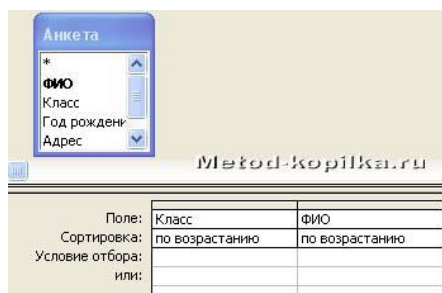 Анкета
*
ФИО
Класс
Год рождени
Адрес
Metod-kopilka.ru
Поле: Класс ФИО
Сортировка: по возрастанию по возрастанию
Условие отбора:
или: